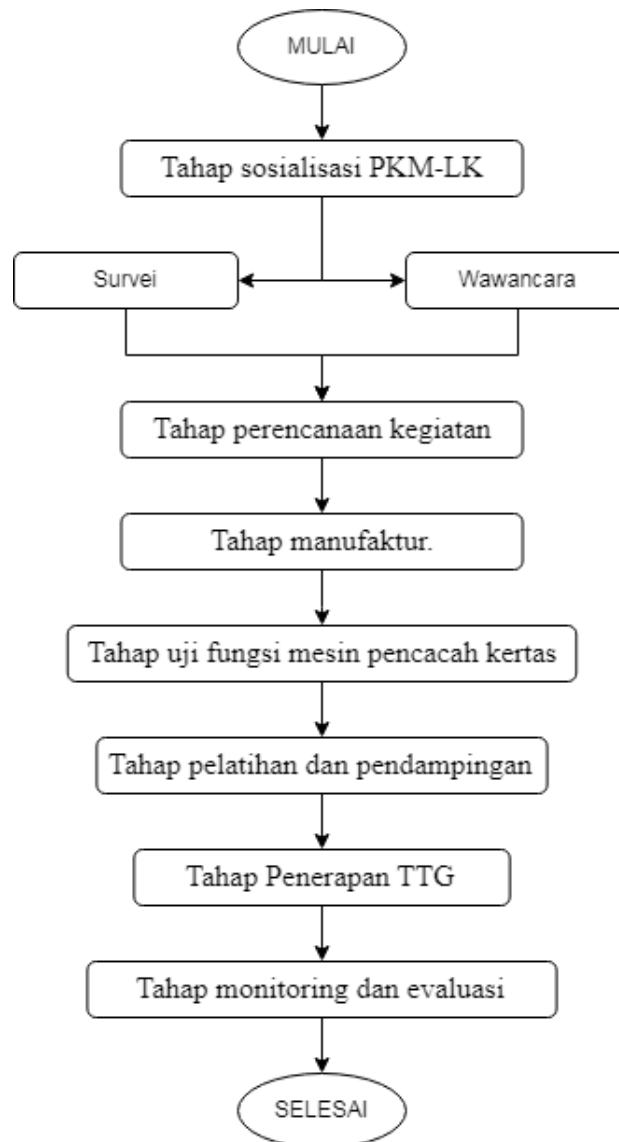 MULAI
Tahap sosialisasi PKM-LK
Survei
Wawancara
Tahap perencanaan kegiatan
Tahap manufaktur.
Tahap uji fungsi mesin pencacah kertas
Tahap pelatihan dan pendampingan
Tahap Penerapan TTG
Tahap monitoring dan evaluasi
SELESAI